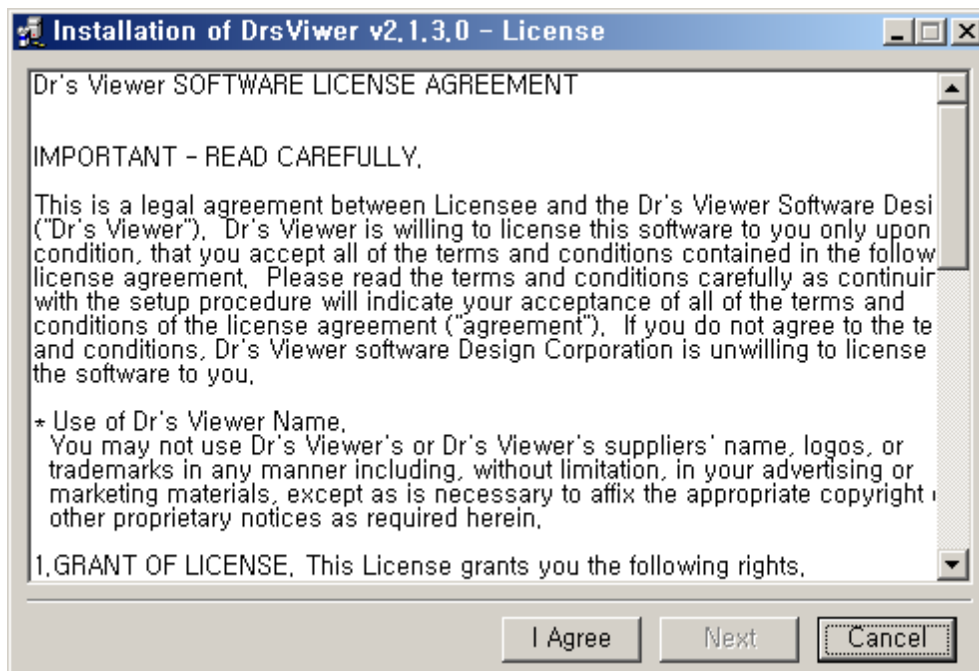 Installation of DrsViwer v2.1.3.0 - License
Dr's Viewer SOFTWARE LICENSE AGREEMENT
IMPORTANT - READ CAREFULLY.
This is a legal agreement between Licensee and the Dr's Viewer Software Desi
("Dr's Viewer"). Dr's Viewer is willing to license this software to you only upon
condition, that you accept all of the terms and conditions contained in the follow
license agreement. Please read the terms and conditions carefully as continuir
with the setup procedure will indicate your acceptance of all of the terms and
conditions of the license agreement ("agreement"). If you do not agree to the te
and conditions, Dr's Viewer software Design Corporation is unwilling to license
the software to you.
* Use of Dr's Viewer Name.
You may not use Dr's Viewer's or Dr's Viewer's suppliers' name, logos, or
trademarks in any manner including, without limitation, in your advertising or
marketing materials, except as is necessary to affix the appropriate copyright
other proprietary notices as required herein.
1.GRANT OF LICENSE. This License grants you the following rights.
I Agree
Next
Cancel